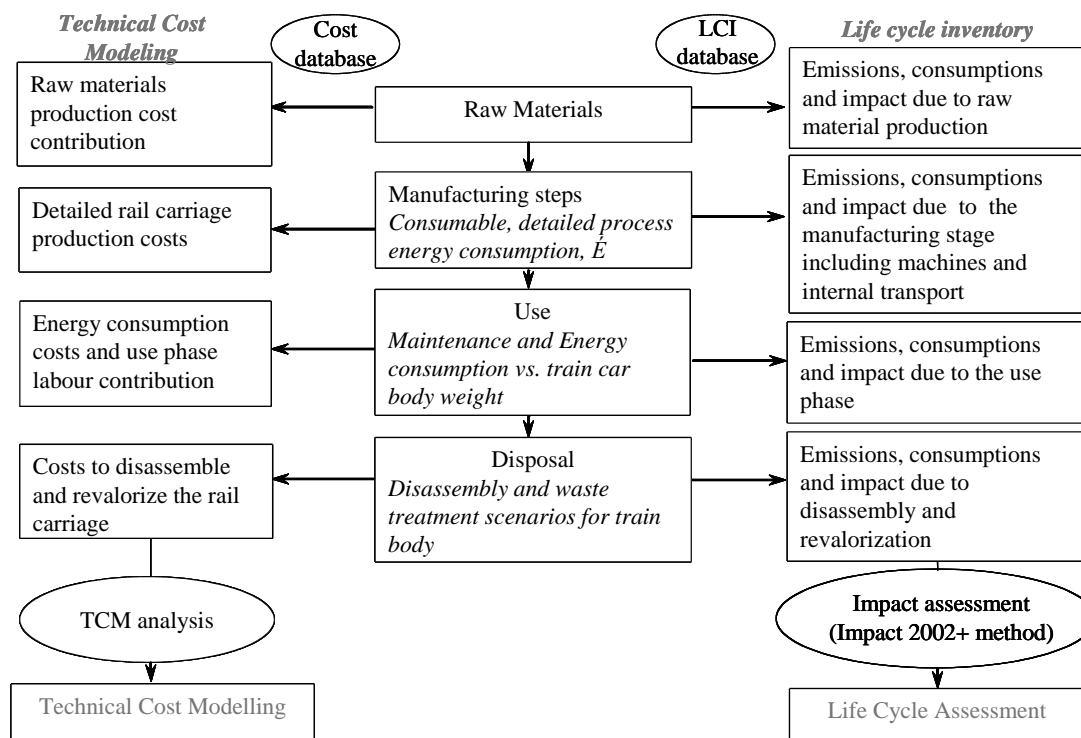 Technical Cost
Modeling
Cost
database
LCI
database
Life cycle inventory
Raw materials
production cost
contribution
Raw Materials
Emissions, consumptions
and impact due to raw
material production
Detailed rail carriage
production costs
Manufacturing steps
Consumable, detailed process
energy consumption, É
Emissions, consumptions
and impact due to the
manufacturing stage
including machines and
internal transport
Energy consumption
costs and use phase
labour contribution
Use
Maintenance and Energy
consumption vs. train car
body weight
Emissions, consumptions
and impact due to the use
phase
Costs to disassemble
and revalorize the rail
carriage
Disposal
Disassembly and waste
treatment scenarios for train
body
Emissions, consumptions
and impact due to
disassembly and
revalorization
TCM analysis
Impact assessment
(Impact 2002+ method)
Technical Cost Modelling
Life Cycle Assessment